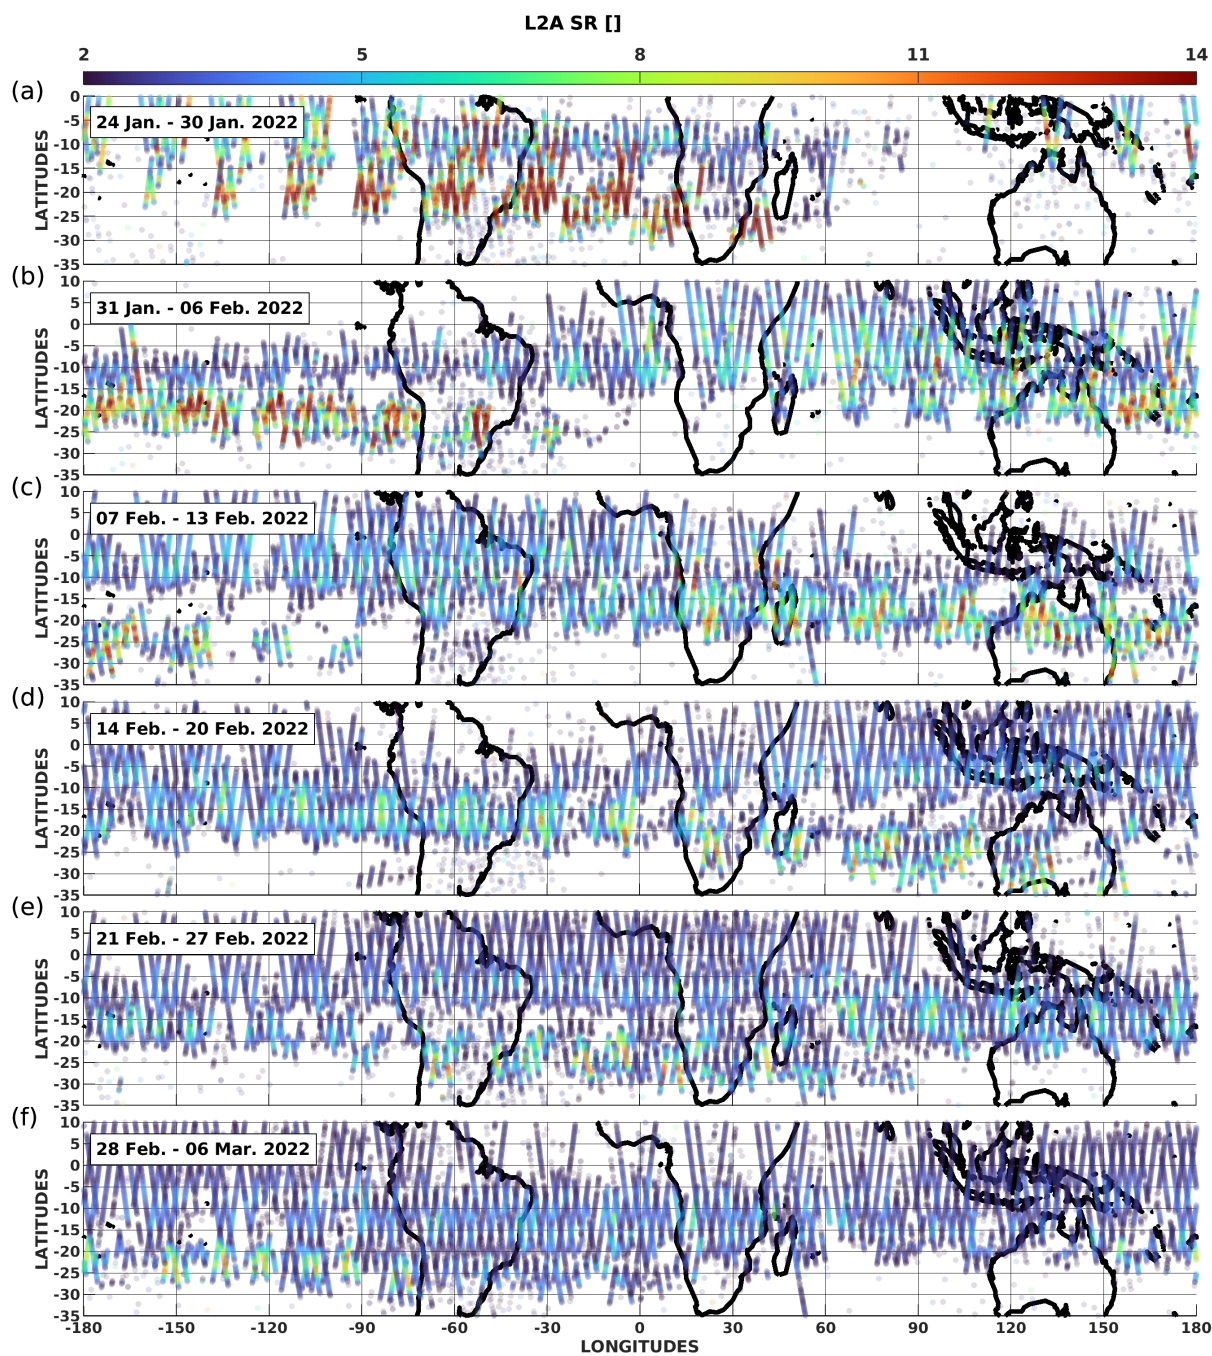 L2A SR []
2 5 8 11 14
(a)
24 Jan. - 30 Jan. 2022
LATITUDES
0
-5
-10
-15
-20
-25
-30
-35
(b)
31 Jan. - 06 Feb. 2022
LATITUDES
10
5
0
-5
-10
-15
-20
-25
-30
-35
(c)
07 Feb. - 13 Feb. 2022
LATITUDES
10
5
0
-5
-10
-15
-20
-25
-30
-35
(d)
14 Feb. - 20 Feb. 2022
LATITUDES
10
5
0
-5
-10
-15
-20
-25
-30
-35
(e)
21 Feb. - 27 Feb. 2022
LATITUDES
10
5
0
-5
-10
-15
-20
-25
-30
-35
(f)
28 Feb. - 06 Mar. 2022
LATITUDES
10
5
0
-5
-10
-15
-20
-25
-30
-35
-180 -150 -120 -90 -60 -30 0 30 60 90 120 150 180
LONGITUDES